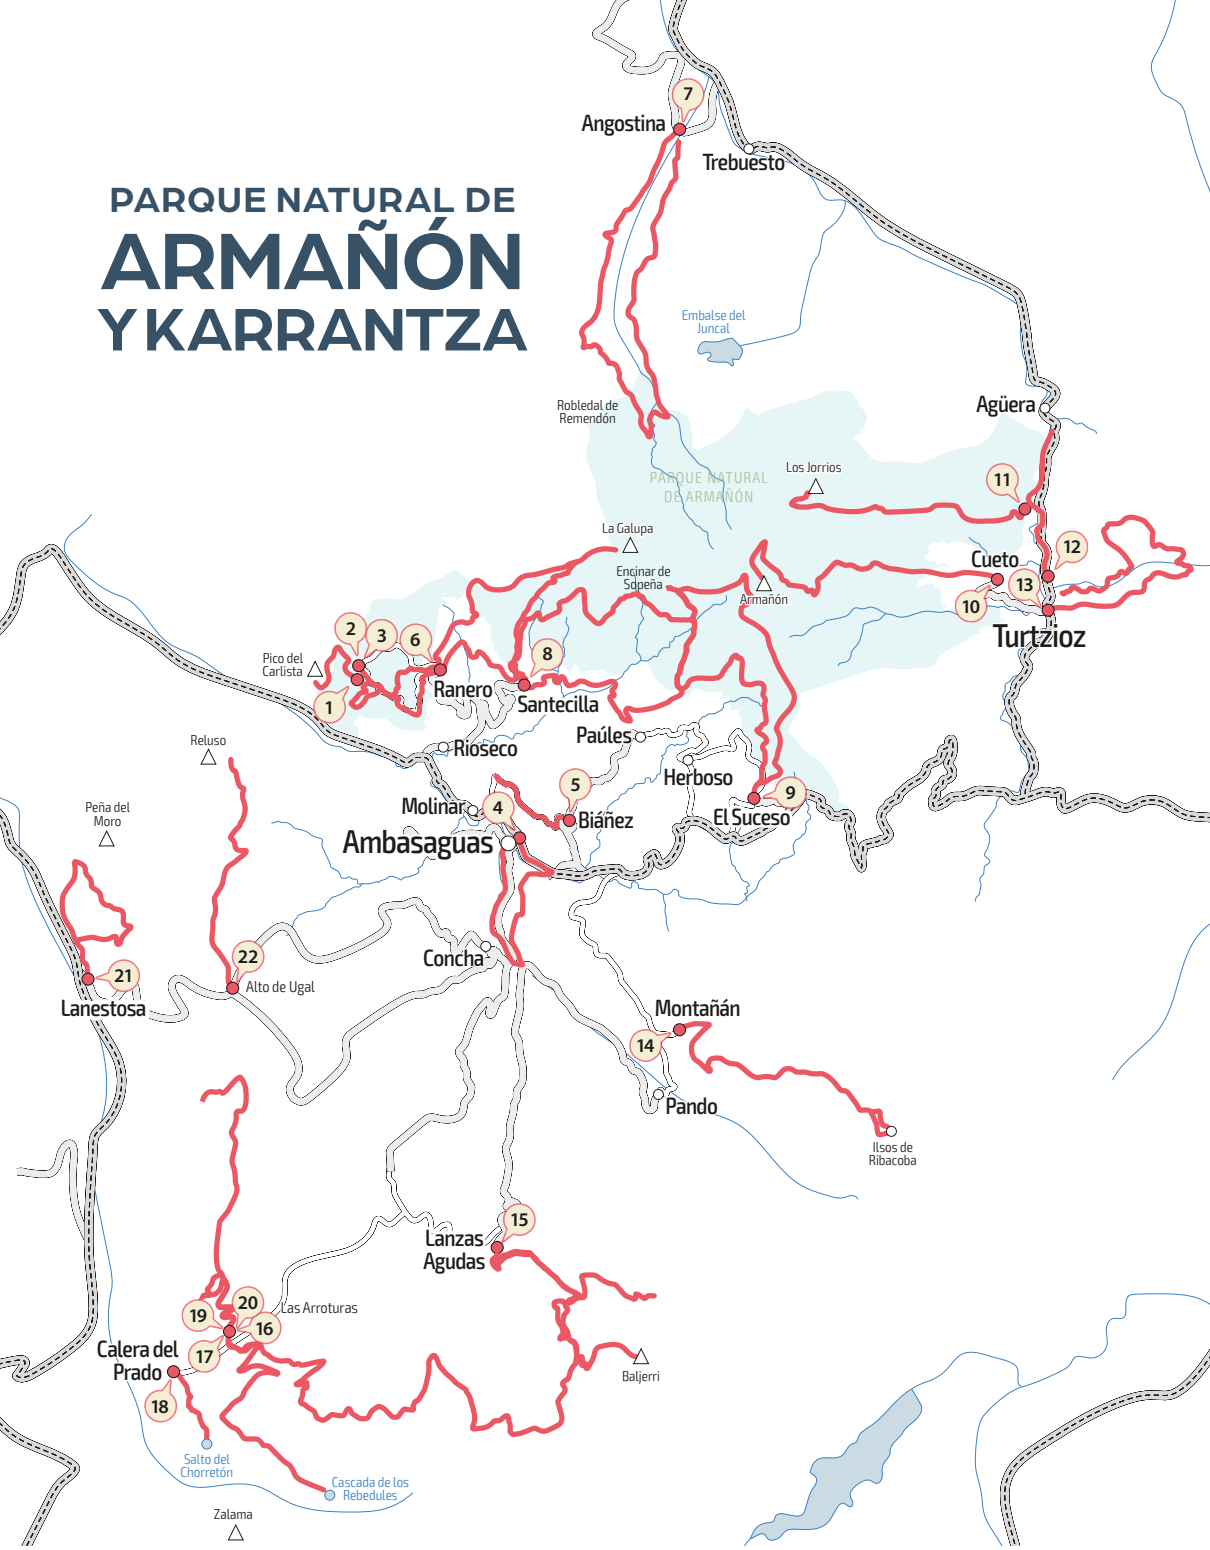 7
Angostina
Trebuesto
PARQUE NATURAL DE
ARMAÑÓN
Y KARRANTZA
Embalse del
Juncal
Robledal de
Remendón
Agüera
PARQUE NATURAL
DE ARMAÑÓN
Los Jorrios
11
La Galupa
12
Encinar de
Sopeña
Armañón
Cueto
13
10
Turtzioz
2
3
6
8
Pico del
Carlista
1
Ranero
Santecilla
Reluso
Rioseco
Paúles
Herboso
5
9
Peña del
Moro
Molinar
4
Biáñez
El Suceso
Ambasaguas
22
Concha
21
Alto de Ugal
Lanestosa
Montañán
14
Pando
Ilsos de
Ribacoba
15
Lanzas
Agudas
19
20
Las Arroturas
16
17
Calera del
Prado
18
Baljerri
Salto del
Chorretón
Cascada de los
Rebedules
Zalama